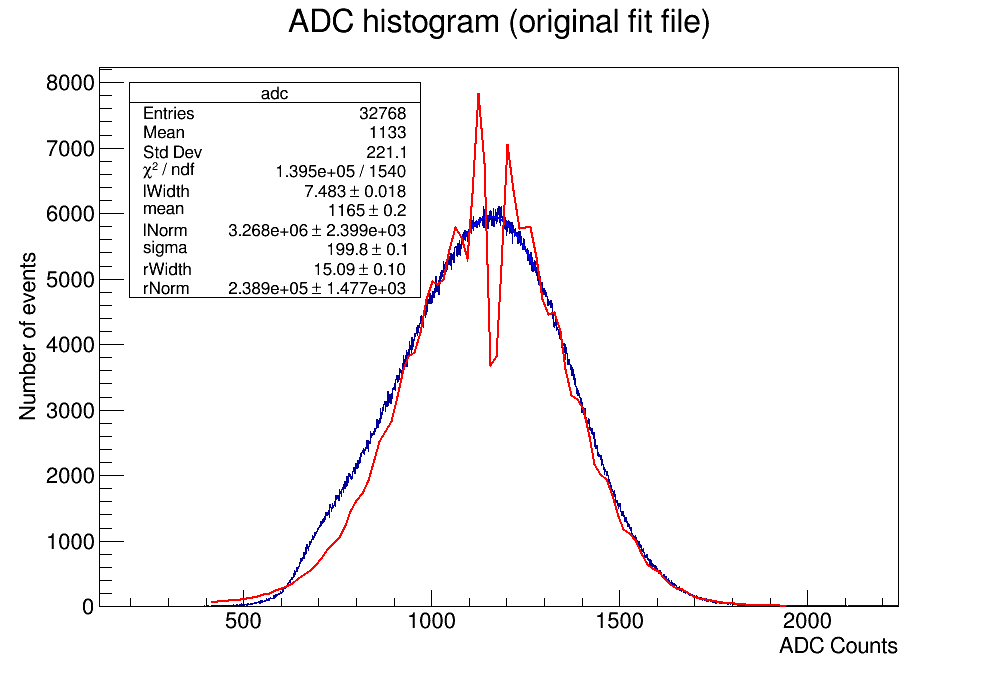 ADC histogram (original fit file)
adc
Entries 32768
Mean 1133
Std Dev 221.1
χ² / ndf 1.395e+05 / 1540
lWidth 7.483 ± 0.018
mean 1165 ± 0.2
lNorm 3.268e+06 ± 2.399e+03
sigma 199.8 ± 0.1
rWidth 15.09 ± 0.10
rNorm 2.389e+05 ± 1.477e+03
Number of events
8000
7000
6000
5000
4000
3000
2000
1000
0
500 1000 1500 2000
ADC Counts